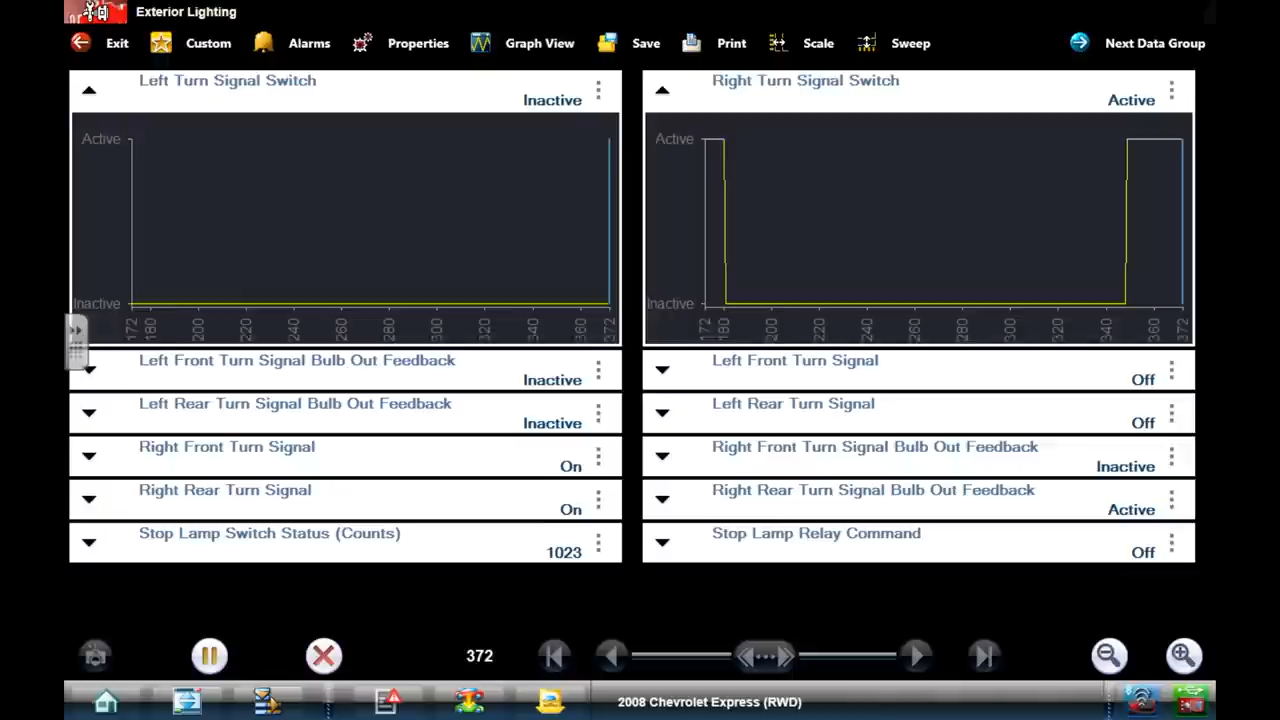 Exterior Lighting
Exit Custom Alarms Properties Graph View Save Print Scale Sweep Next Data Group
Left Turn Signal Switch
Inactive
Active
Inactive
172 180 200 220 240 260 280 300 320 340 360 372
Right Turn Signal Switch
Active
Active
Inactive
172 180 200 220 240 260 280 300 320 340 360 372
Left Front Turn Signal Bulb Out Feedback
Inactive
Left Front Turn Signal
Off
Left Rear Turn Signal Bulb Out Feedback
Inactive
Left Rear Turn Signal
Off
Right Front Turn Signal
On
Right Front Turn Signal Bulb Out Feedback
Inactive
Right Rear Turn Signal
On
Right Rear Turn Signal Bulb Out Feedback
Active
Stop Lamp Switch Status (Counts)
1023
Stop Lamp Relay Command
Off
372
2008 Chevrolet Express (RWD)